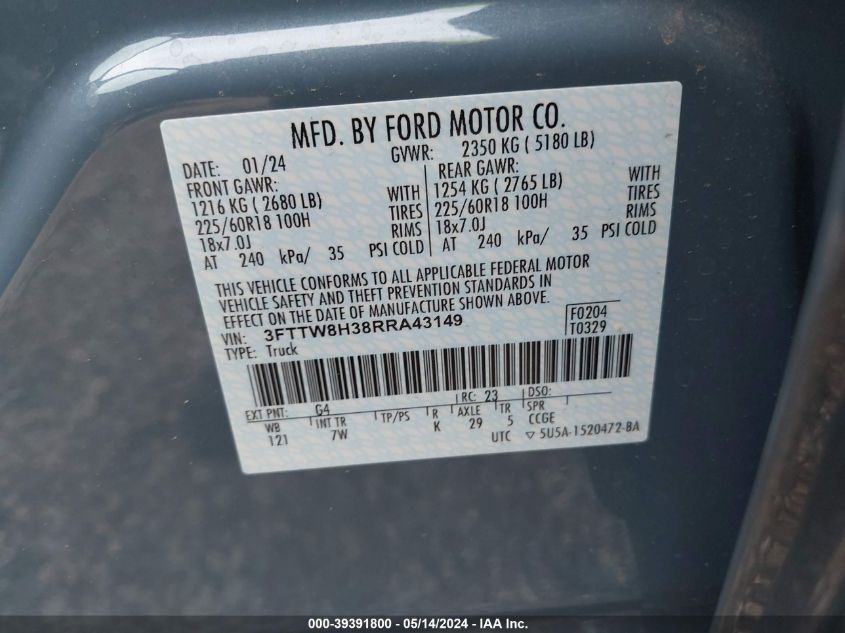 MFD. BY FORD MOTOR CO.
DATE: 01/24 GVWR: 2350 KG ( 5180 LB)
FRONT GAWR: WITH REAR GAWR: WITH
1216 KG ( 2680 LB) TIRES 1254 KG ( 2765 LB) TIRES
225/60R18 100H RIMS 225/60R18 100H RIMS
18x7.0J 18x7.0J
AT 240 kPa/ 35 PSI COLD AT 240 kPa/ 35 PSI COLD
THIS VEHICLE CONFORMS TO ALL APPLICABLE FEDERAL MOTOR
VEHICLE SAFETY AND THEFT PREVENTION STANDARDS IN
EFFECT ON THE DATE OF MANUFACTURE SHOWN ABOVE.
VIN: 3FTTW8H38RRA43149 F0204
TYPE: Truck T0329
EXT PNT: G4 RC: 23 DSO:
WB INT TR TP/PS R AXLE TR SPR
121 7W K 29 5 CCGE
UTC ▽ 5U5A-1520472-BA
000-39391800 - 05/14/2024 - IAA Inc.